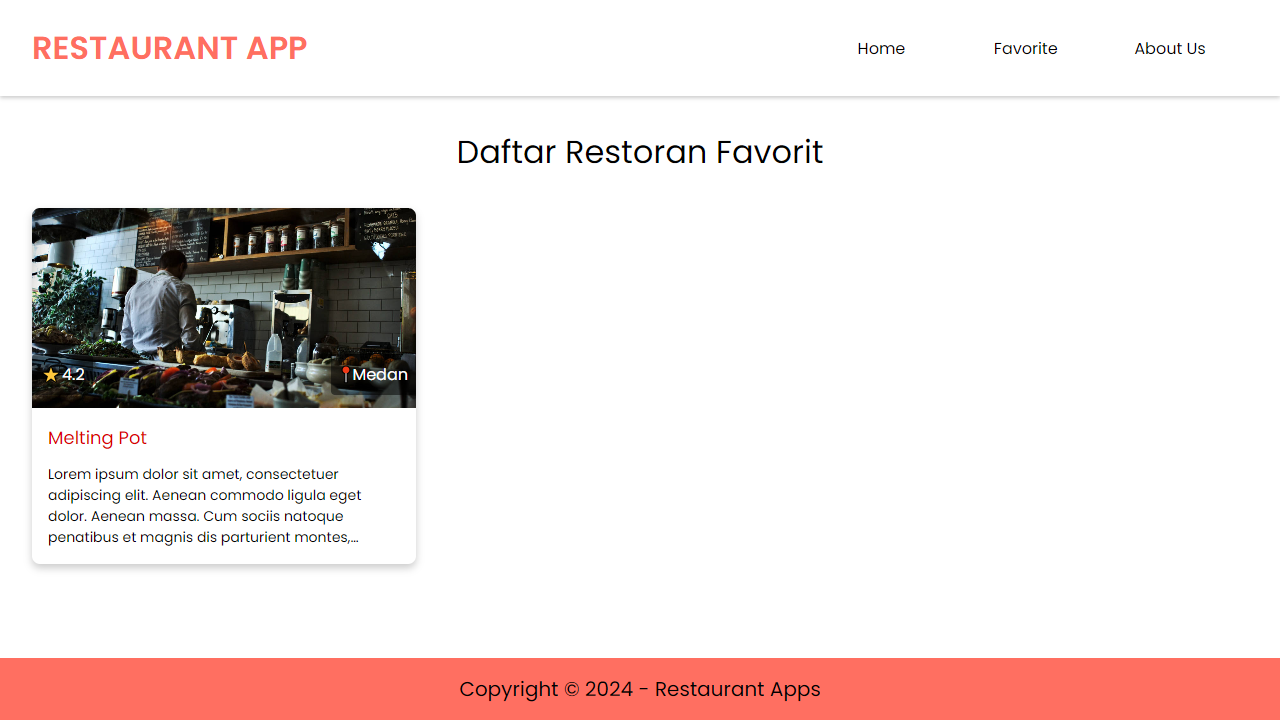 RESTAURANT APP
Home
Favorite
About Us
Daftar Restoran Favorit
⭐ 4.2
📍Medan
Melting Pot
Lorem ipsum dolor sit amet, consectetuer
adipiscing elit. Aenean commodo ligula eget
dolor. Aenean massa. Cum sociis natoque
penatibus et magnis dis parturient montes,...
Copyright © 2024 - Restaurant Apps